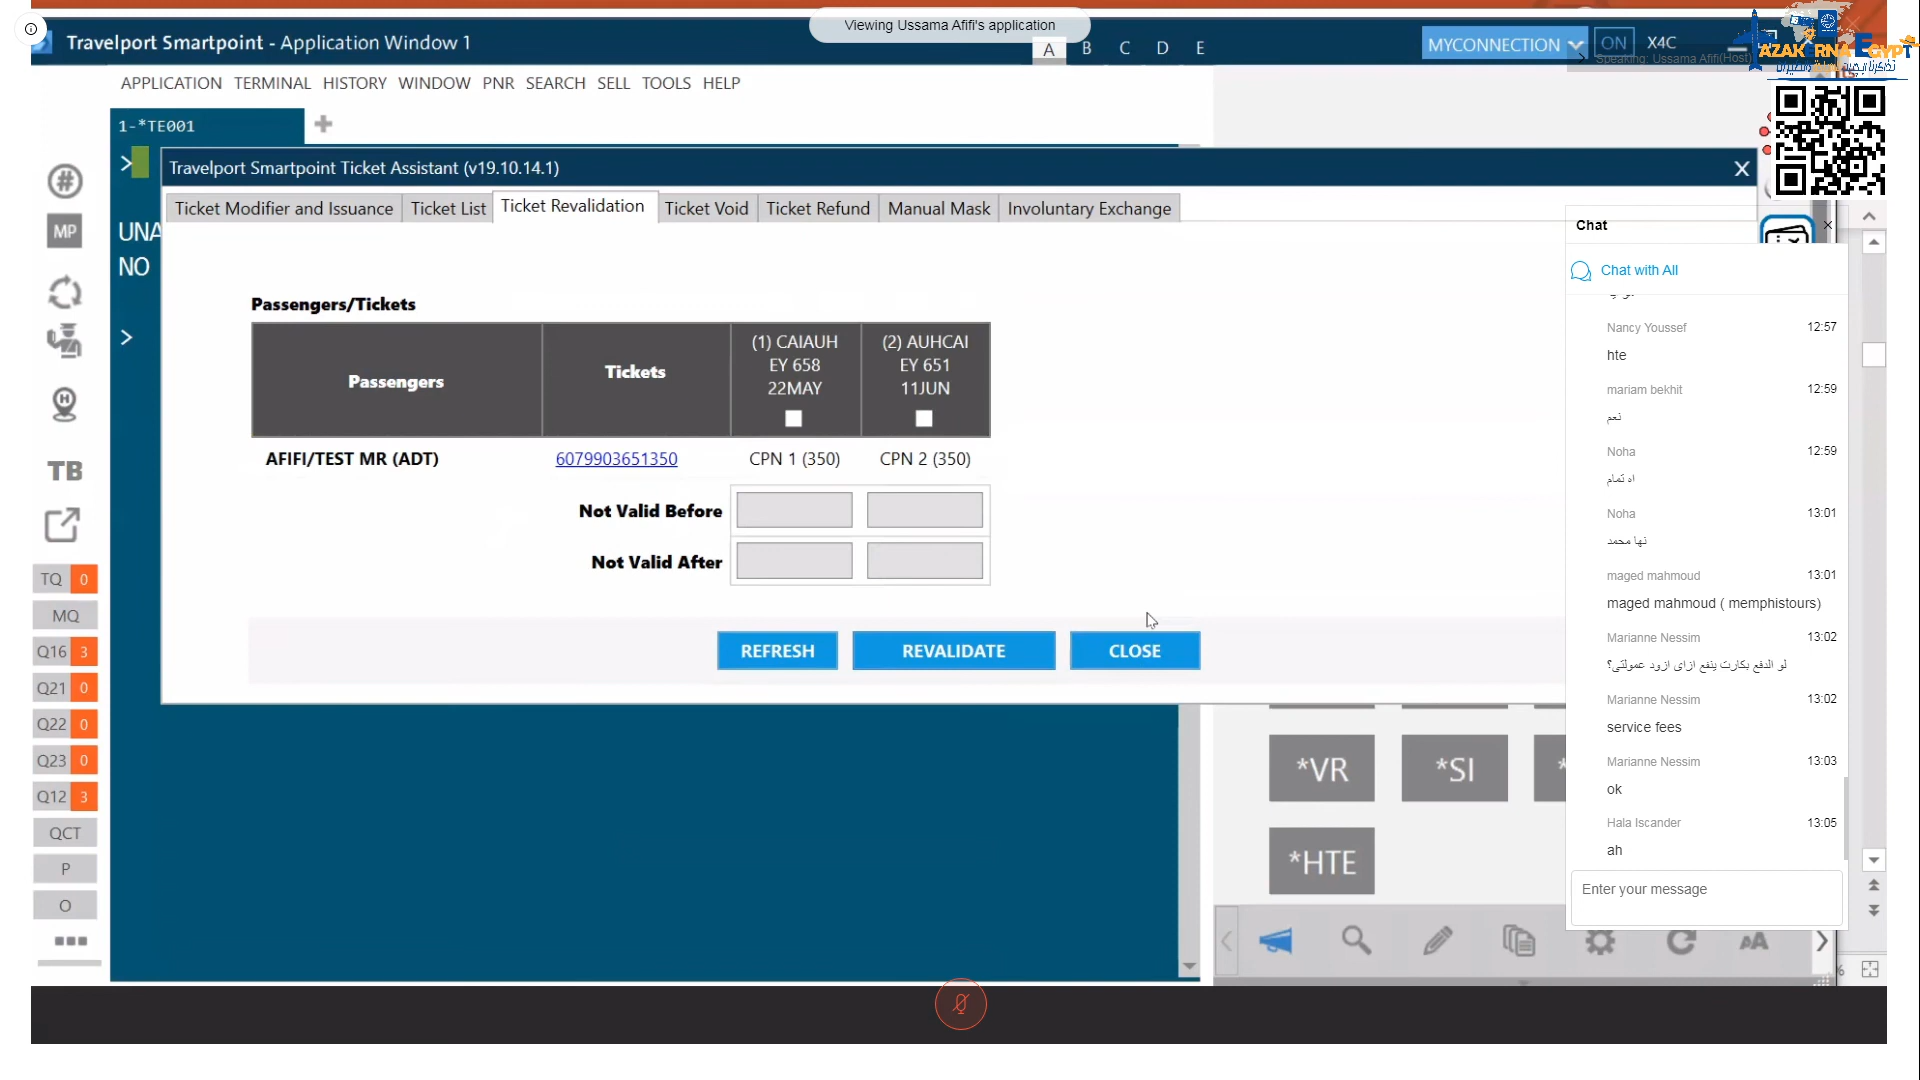 Viewing Ussama Afifi's application
Travelport Smartpoint - Application Window 1
A B C D E
MYCONNECTION
ON
X4C
Speaking: Ussama Afifi(Host)
AZAKERNA EGYPT
APPLICATION TERMINAL HISTORY WINDOW PNR SEARCH SELL TOOLS HELP
1-*TE001
>
UNA
NO
>
Travelport Smartpoint Ticket Assistant (v19.10.14.1)
X
Ticket Modifier and Issuance
Ticket List
Ticket Revalidation
Ticket Void
Ticket Refund
Manual Mask
Involuntary Exchange
Passengers/Tickets
Passengers
Tickets
(1) CAIAUH
EY 658
22MAY
(2) AUHCAI
EY 651
11JUN
AFIFI/TEST MR (ADT)
6079903651350
CPN 1 (350)
CPN 2 (350)
Not Valid Before
Not Valid After
REFRESH
REVALIDATE
CLOSE
MP
TB
TQ 0
MQ
Q16 3
Q21 0
Q22 0
Q23 0
Q12 3
QCT
P
O
*VR
*SI
*HTE
Chat
Chat with All
Nancy Youssef 12:57
hte
mariam bekhit 12:59
نعم
Noha 12:59
اه تمام
Noha 13:01
نها محمد
maged mahmoud 13:01
maged mahmoud ( memphistours)
Marianne Nessim 13:02
لو الدفع بكارت ينفع ازاى ازود عمولتى؟
Marianne Nessim 13:02
service fees
Marianne Nessim 13:03
ok
Hala Iscander 13:05
ah
Enter your message